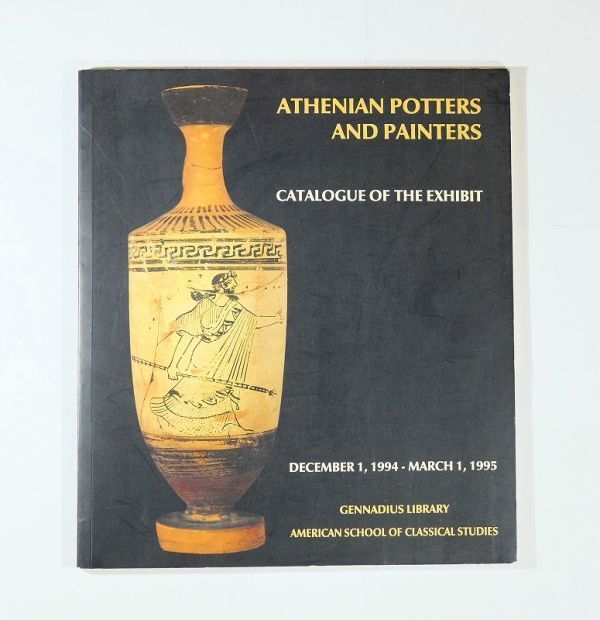 ATHENIAN POTTERS
AND PAINTERS
CATALOGUE OF THE EXHIBIT
DECEMBER 1, 1994 - MARCH 1, 1995
GENNADIUS LIBRARY
AMERICAN SCHOOL OF CLASSICAL STUDIES